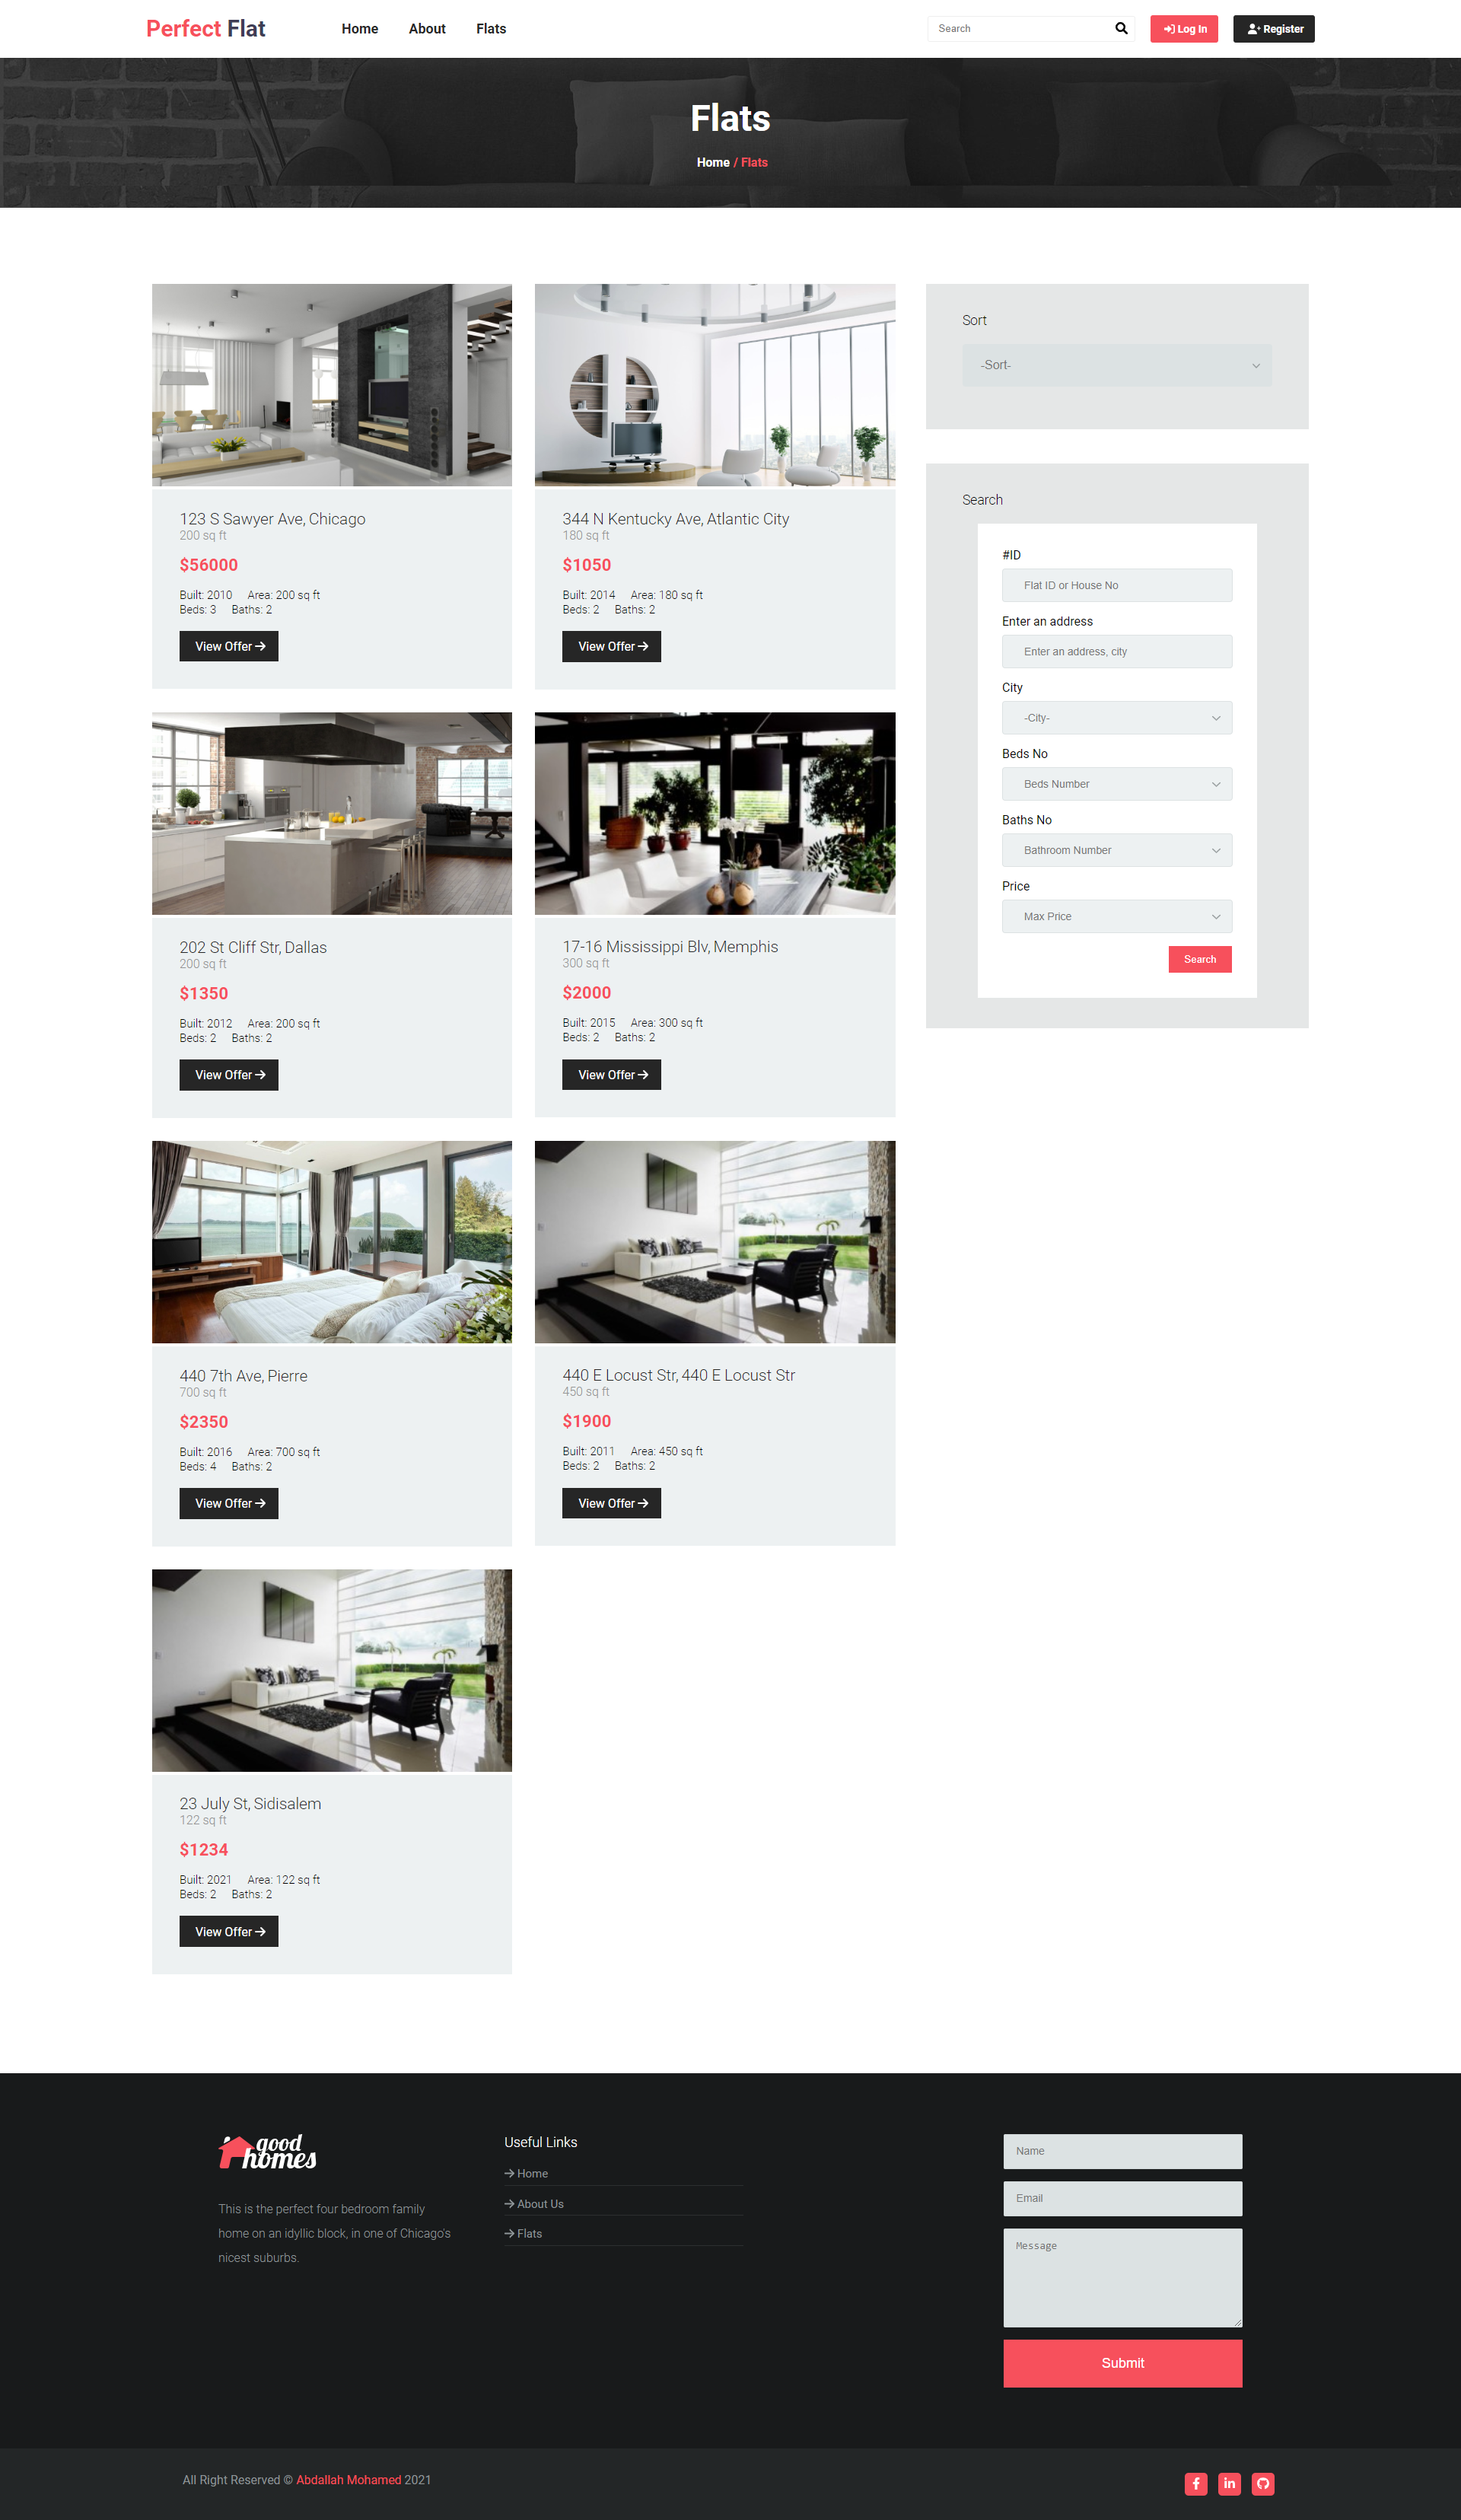 Perfect Flat
Home
About
Flats
Search
Log In
Register
Flats
Home / Flats
123 S Sawyer Ave, Chicago
200 sq ft
$56000
Built: 2010 Area: 200 sq ft
Beds: 3 Baths: 2
View Offer
344 N Kentucky Ave, Atlantic City
180 sq ft
$1050
Built: 2014 Area: 180 sq ft
Beds: 2 Baths: 2
View Offer
202 St Cliff Str, Dallas
200 sq ft
$1350
Built: 2012 Area: 200 sq ft
Beds: 2 Baths: 2
View Offer
17-16 Mississippi Blv, Memphis
300 sq ft
$2000
Built: 2015 Area: 300 sq ft
Beds: 2 Baths: 2
View Offer
440 7th Ave, Pierre
700 sq ft
$2350
Built: 2016 Area: 700 sq ft
Beds: 4 Baths: 2
View Offer
440 E Locust Str, 440 E Locust Str
450 sq ft
$1900
Built: 2011 Area: 450 sq ft
Beds: 2 Baths: 2
View Offer
23 July St, Sidisalem
122 sq ft
$1234
Built: 2021 Area: 122 sq ft
Beds: 2 Baths: 2
View Offer
Sort
-Sort-
Search
#ID
Flat ID or House No
Enter an address
Enter an address, city
City
-City-
Beds No
Beds Number
Baths No
Bathroom Number
Price
Max Price
Search
good
homes
This is the perfect four bedroom family
home on an idyllic block, in one of Chicago's
nicest suburbs.
Useful Links
Home
About Us
Flats
Name
Email
Message
Submit
All Right Reserved © Abdallah Mohamed 2021